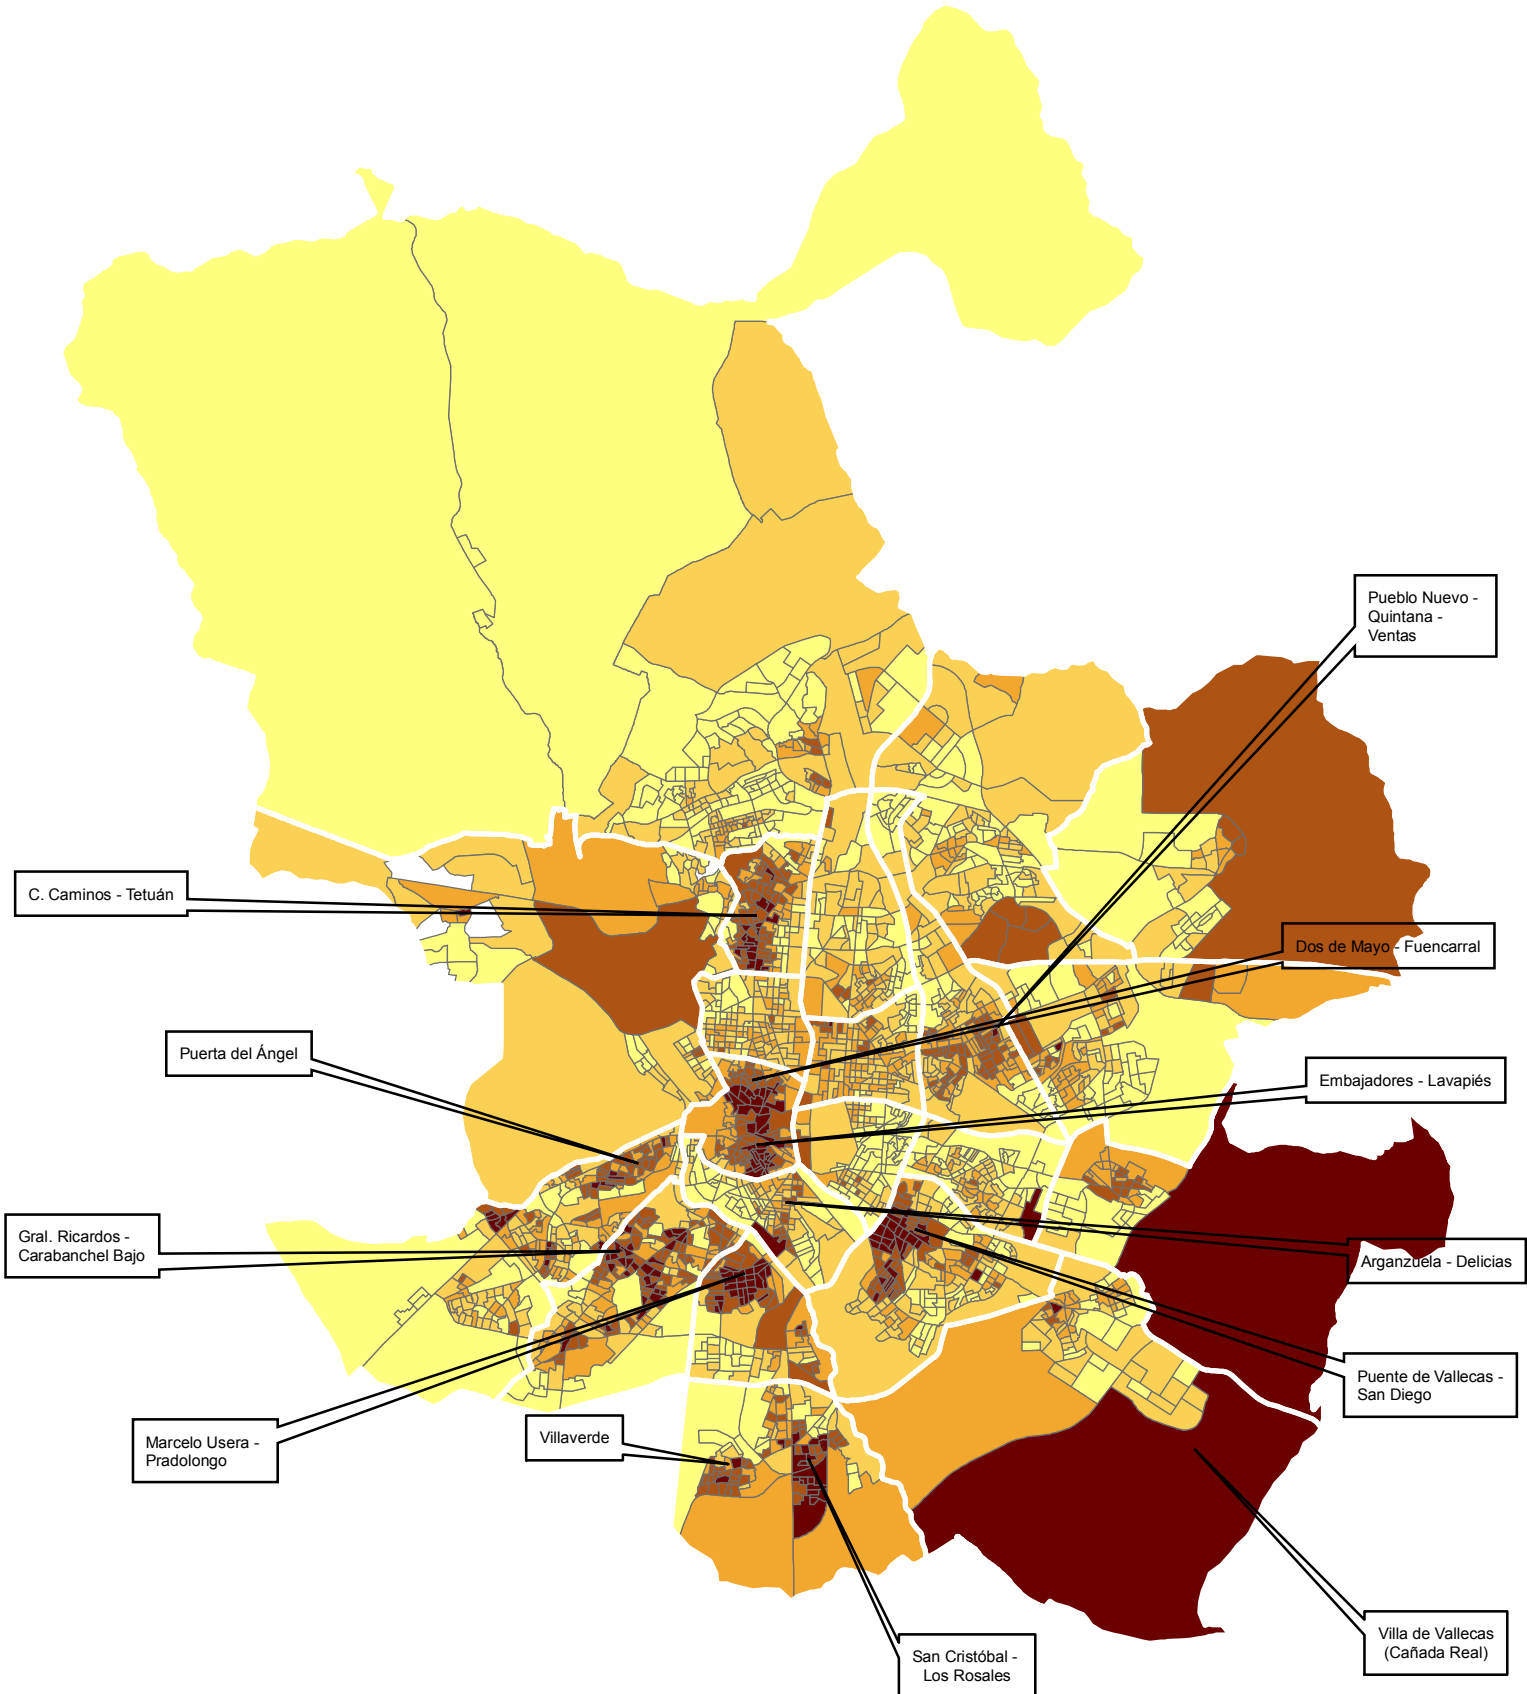 Pueblo Nuevo -
Quintana -
Ventas
C. Caminos - Tetuán
Dos de Mayo - Fuencarral
Puerta del Ángel
Embajadores - Lavapiés
Gral. Ricardos -
Carabanchel Bajo
Arganzuela - Delicias
Puente de Vallecas -
San Diego
Marcelo Usera -
Pradolongo
Villaverde
Villa de Vallecas
(Cañada Real)
San Cristóbal -
Los Rosales